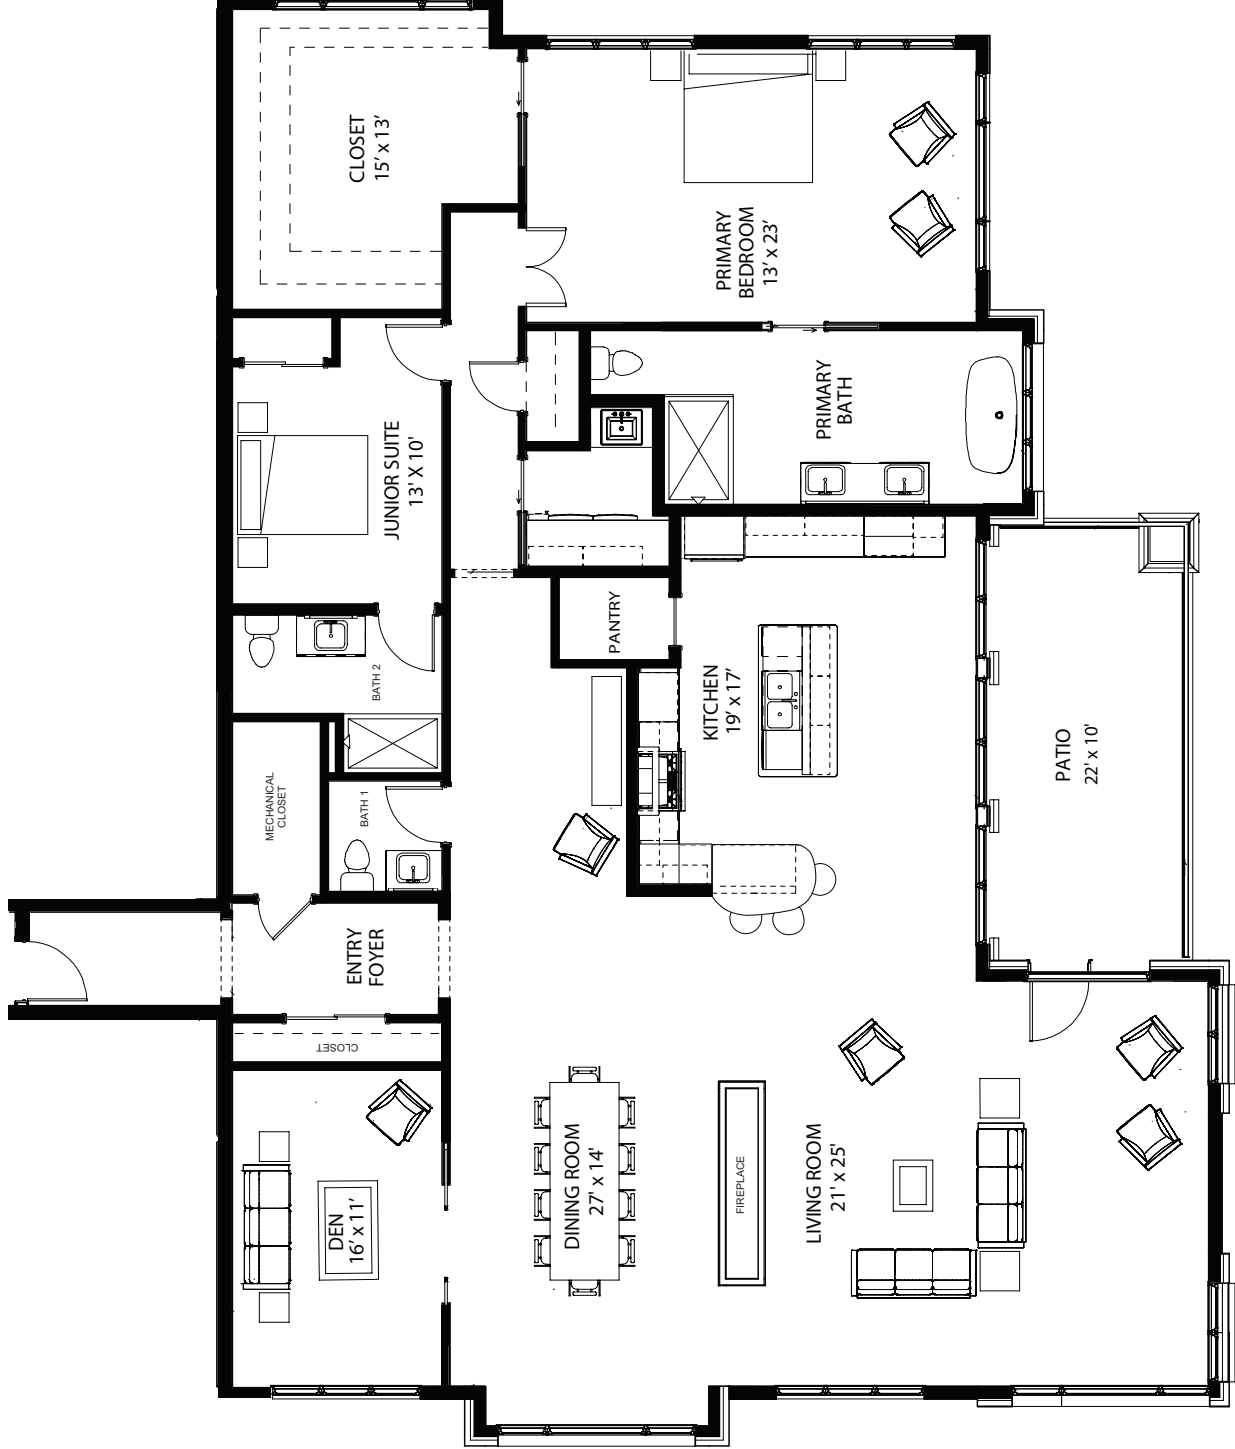 CLOSET
15' x 13'
PRIMARY
BEDROOM
13' x 23'
JUNIOR SUITE
13' X 10'
PRIMARY
BATH
PANTRY
BATH 2
KITCHEN
19' x 17'
PATIO
22' x 10'
MECHANICAL
CLOSET
BATH 1
ENTRY
FOYER
CLOSET
DEN
16' x 11'
DINING ROOM
27' x 14'
FIREPLACE
LIVING ROOM
21' x 25'